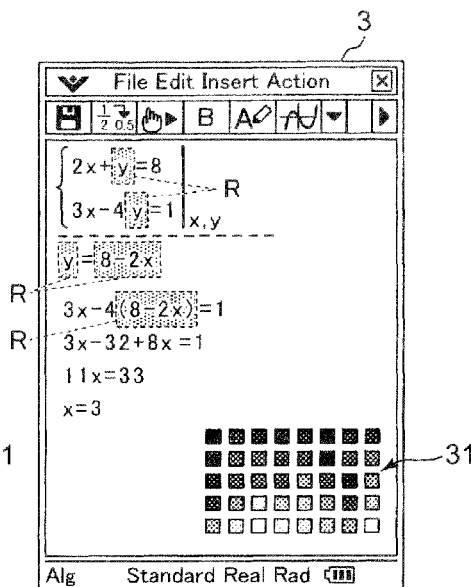 3
File Edit Insert Action
1/2 0.5 B A
2x+y=8
R
3x-4y=1
x,y
y=8-2x
R
3x-4(8-2x)=1
R
3x-32+8x=1
11x=33
x=3
1
31
Alg Standard Real Rad